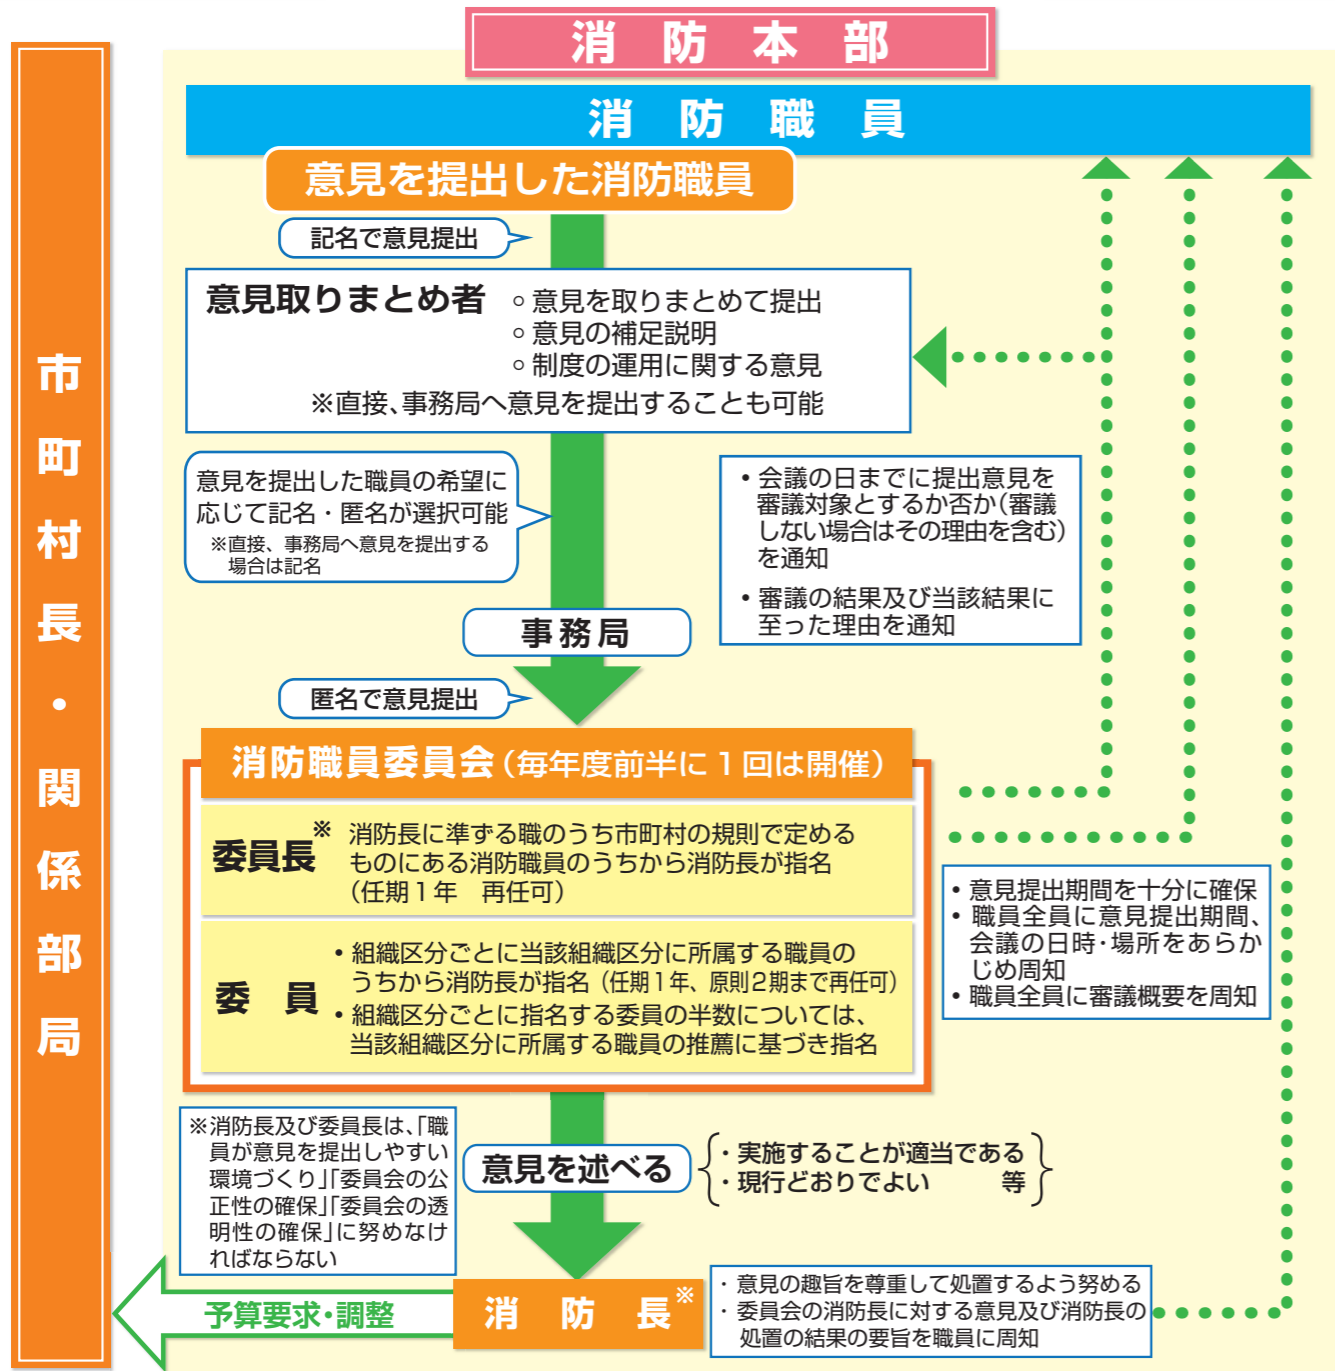 消防本部
消防職員
意見を提出した消防職員
記名で意見提出
意見取りまとめ者
○意見を取りまとめて提出
○意見の補足説明
○制度の運用に関する意見
※直接、事務局へ意見を提出することも可能
意見を提出した職員の希望に
応じて記名・匿名が選択可能
※直接、事務局へ意見を提出する
場合は記名
・会議の日までに提出意見を
審議対象とするか否か(審議
しない場合はその理由を含む)
を通知
・審議の結果及び当該結果に
至った理由を通知
事務局
匿名で意見提出
消防職員委員会(毎年度前半に1回は開催)
委員長※
消防長に準ずる職のうち市町村の規則で定める
ものにある消防職員のうちから消防長が指名
(任期1年 再任可)
委員
・組織区分ごとに当該組織区分に所属する職員の
うちから消防長が指名(任期1年、原則2期まで再任可)
・組織区分ごとに指名する委員の半数については、
当該組織区分に所属する職員の推薦に基づき指名
・意見提出期間を十分に確保
・職員全員に意見提出期間、
会議の日時・場所をあらか
じめ周知
・職員全員に審議概要を周知
※消防長及び委員長は、「職
員が意見を提出しやすい
環境づくり」「委員会の公
正性の確保」「委員会の透
明性の確保」に努めなけ
ればならない
意見を述べる
・実施することが適当である
・現行どおりでよい 等
消防長※
・意見の趣旨を尊重して処置するよう努める
・委員会の消防長に対する意見及び消防長の
処置の結果の要旨を職員に周知
予算要求・調整
市町村長・関係部局